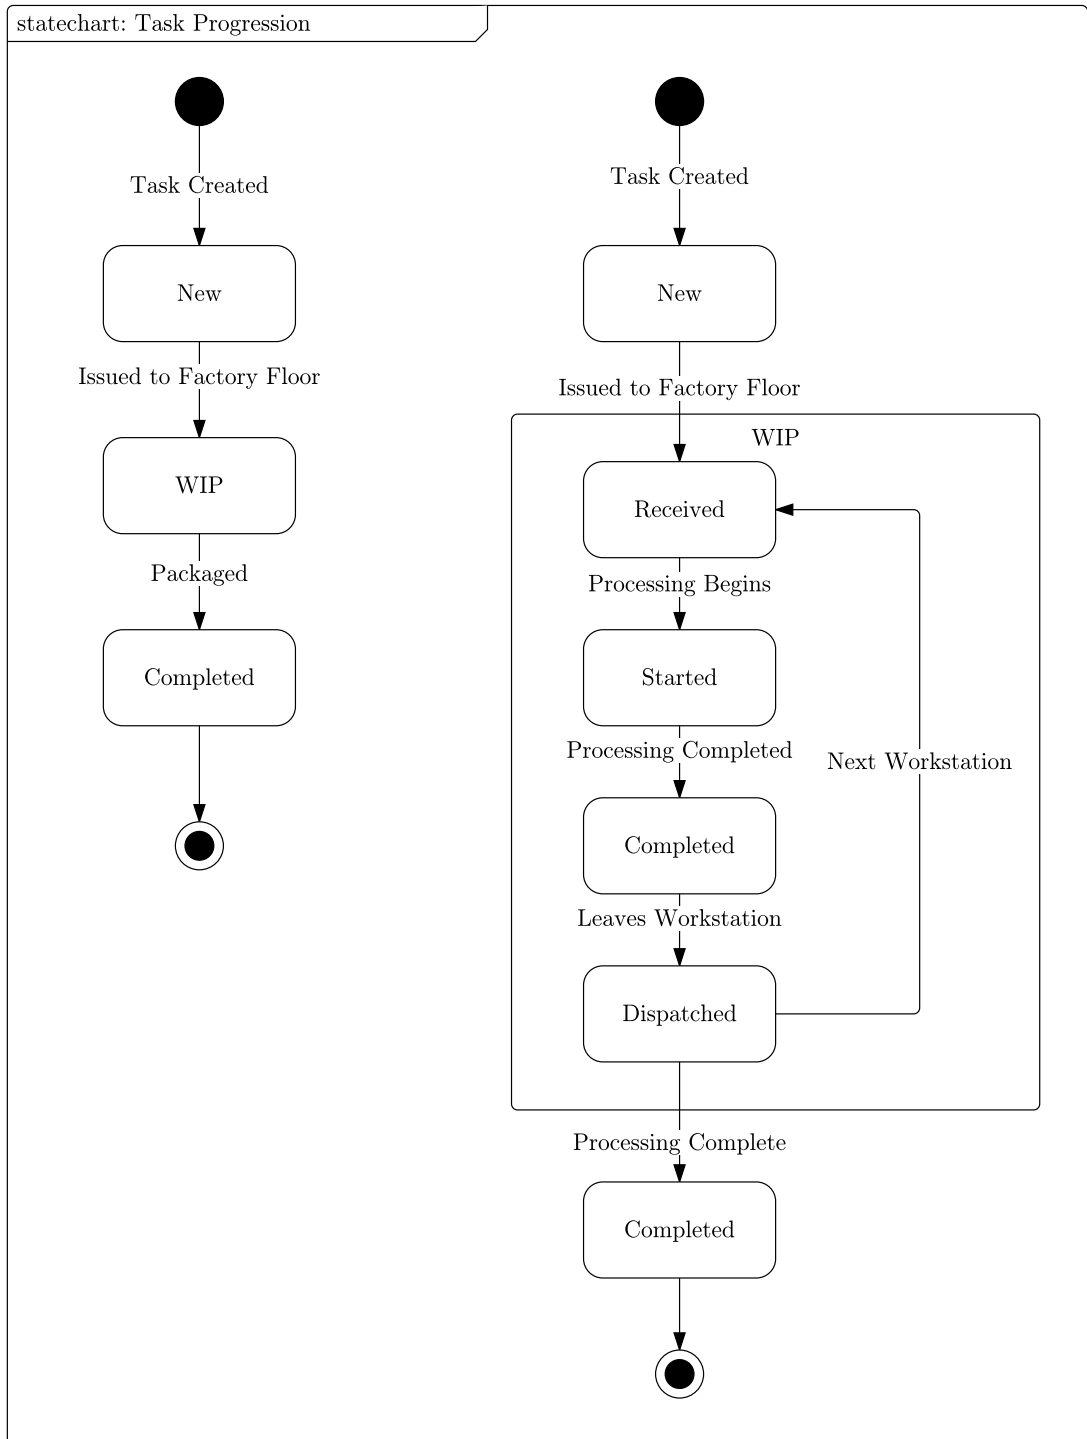 statechart: Task Progression
Task Created
New
Issued to Factory Floor
WIP
Packaged
Completed
Task Created
New
Issued to Factory Floor
WIP
Received
Processing Begins
Started
Processing Completed
Next Workstation
Completed
Leaves Workstation
Dispatched
Processing Complete
Completed